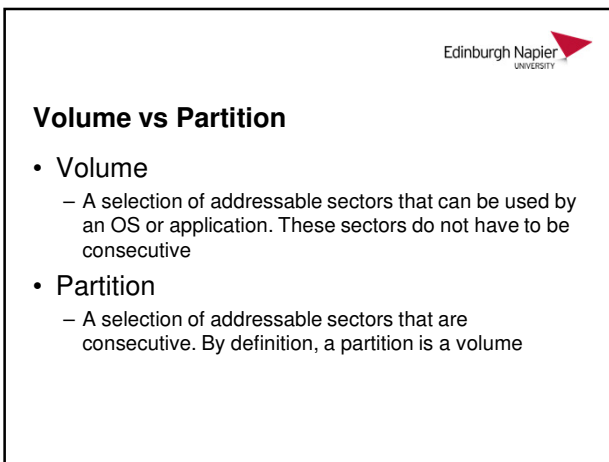 Edinburgh Napier
UNIVERSITY
Volume vs Partition
• Volume
– A selection of addressable sectors that can be used by
an OS or application. These sectors do not have to be
consecutive
• Partition
– A selection of addressable sectors that are
consecutive. By definition, a partition is a volume